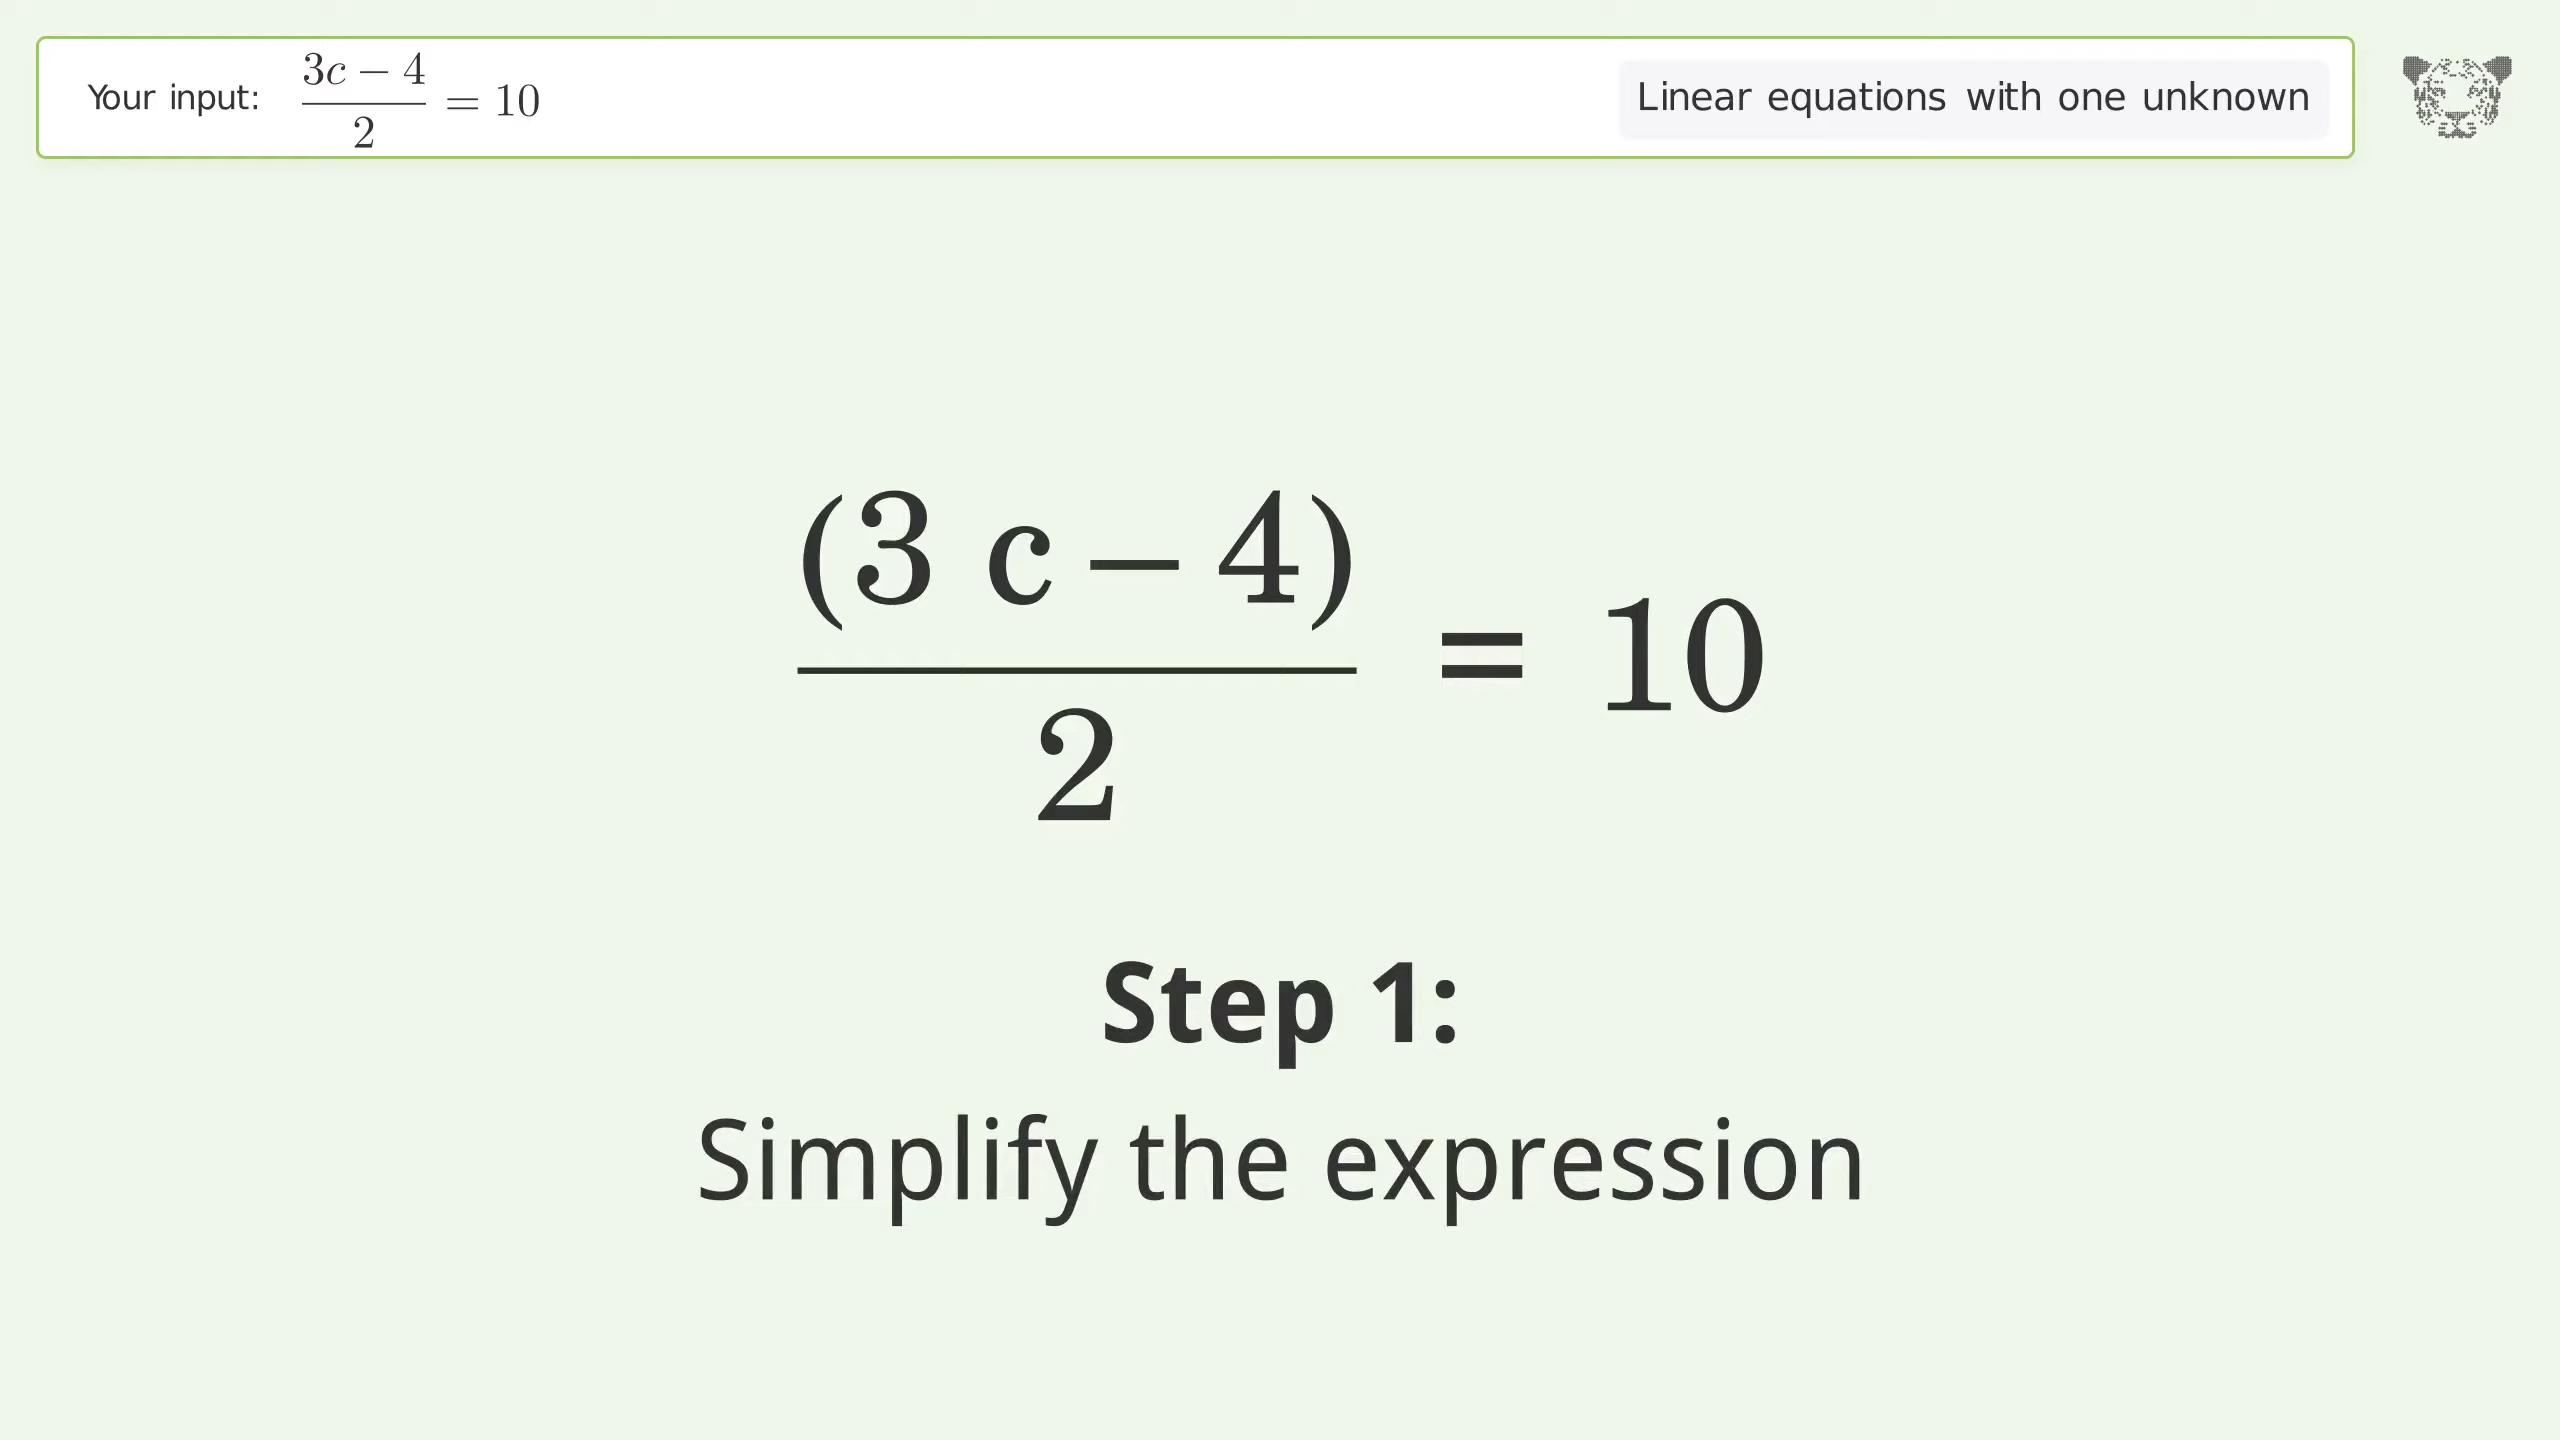 Your input: (3c − 4)/2 = 10
Linear equations with one unknown
(3 c − 4)/2 = 10
Step 1:
Simplify the expression